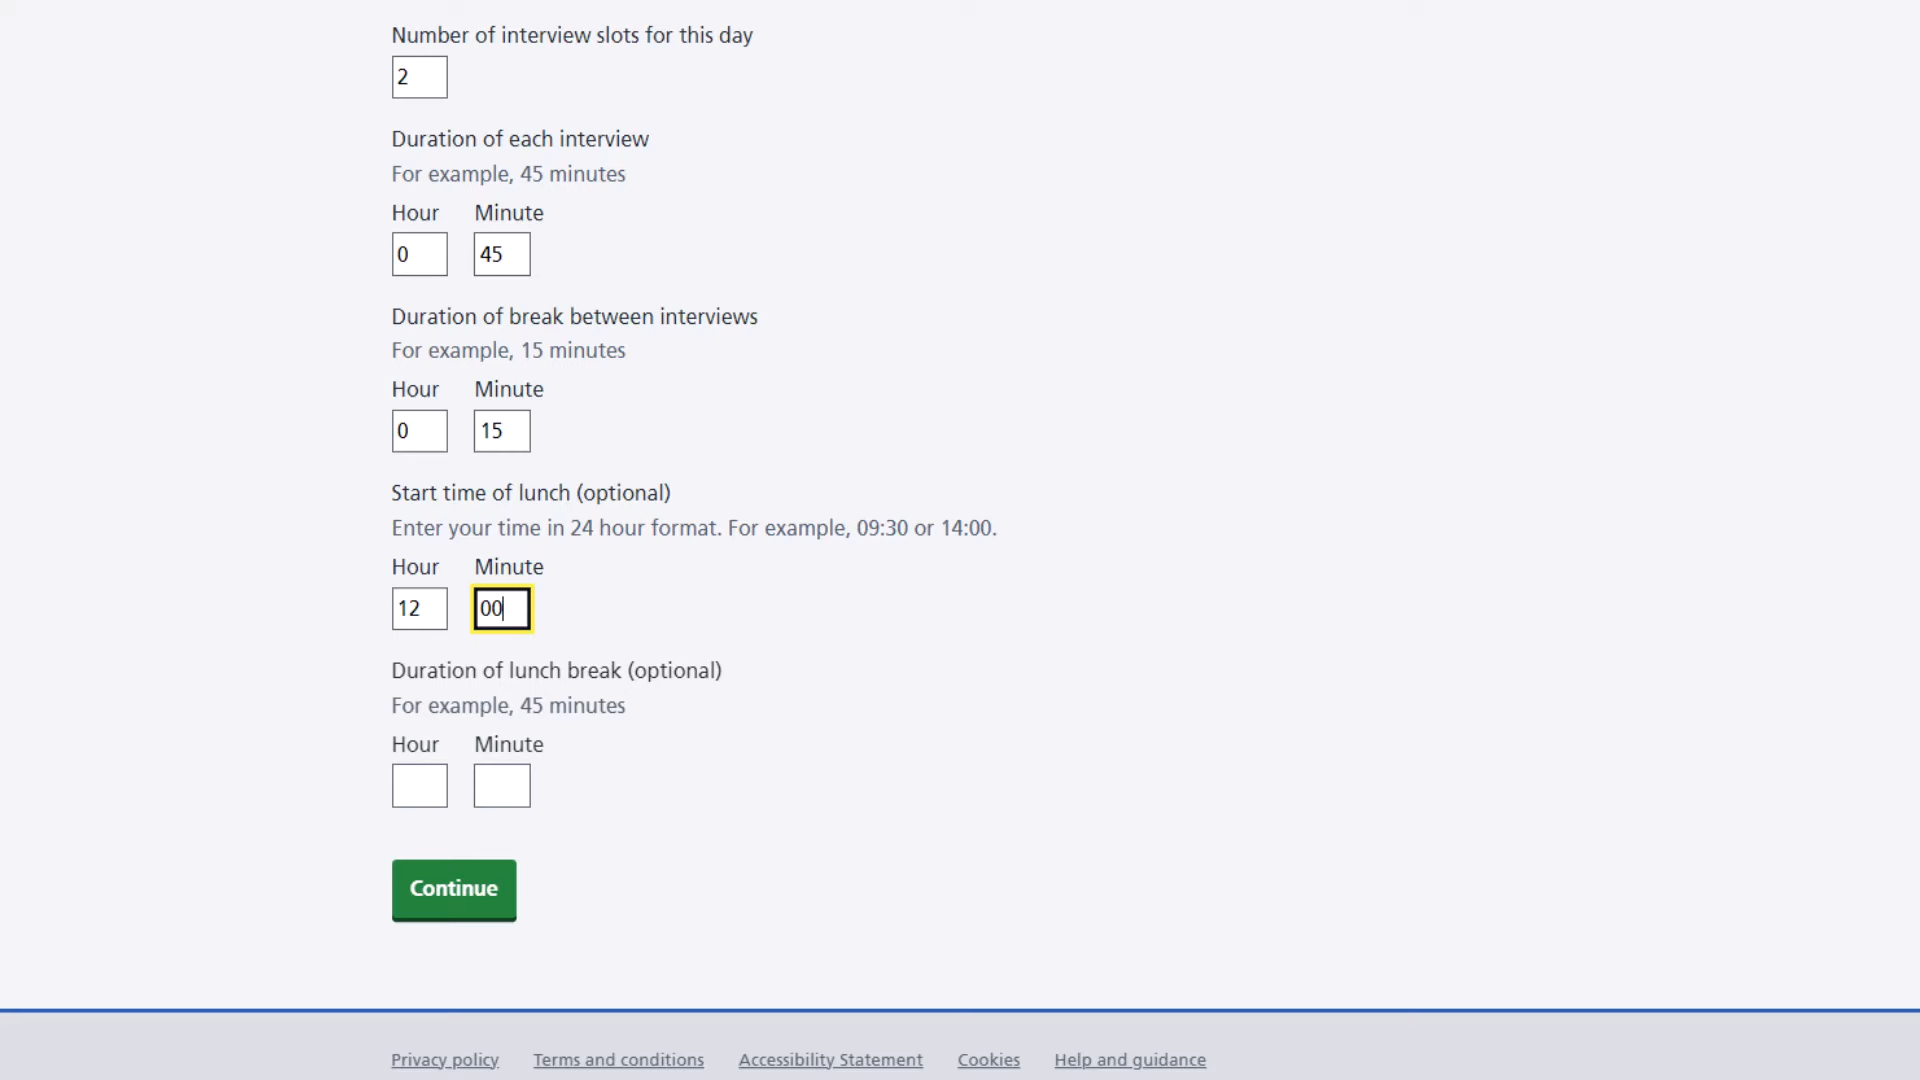 Number of interview slots for this day
2
Duration of each interview
For example, 45 minutes
Hour Minute
0 45
Duration of break between interviews
For example, 15 minutes
Hour Minute
0 15
Start time of lunch (optional)
Enter your time in 24 hour format. For example, 09:30 or 14:00.
Hour Minute
12 00
Duration of lunch break (optional)
For example, 45 minutes
Hour Minute
Continue
Privacy policy Terms and conditions Accessibility Statement Cookies Help and guidance